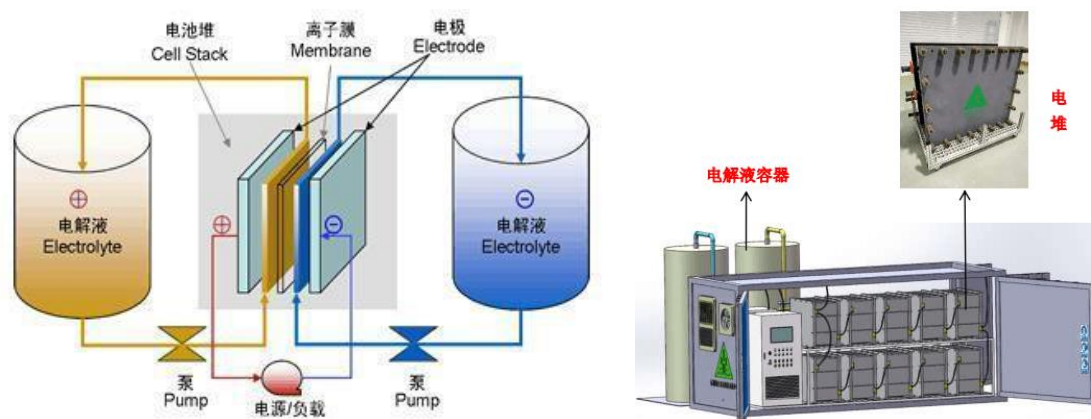 电池堆
Cell Stack
离子膜
Membrane
电极
Electrode
⊕
电解液
Electrolyte
⊕
⊖
⊖
电解液
Electrolyte
泵
Pump
电源/负载
泵
Pump
电解液容器
电
堆